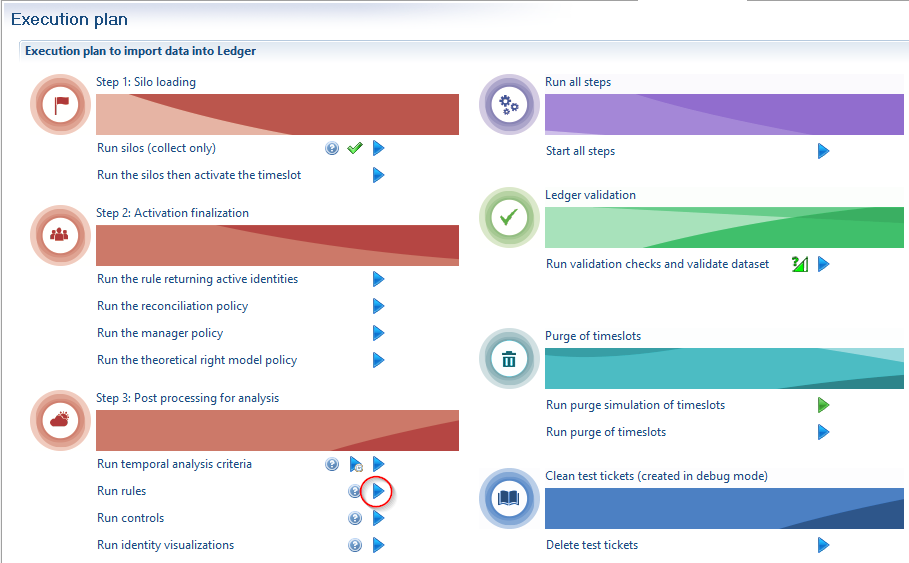 Execution plan
Execution plan to import data into Ledger
Step 1: Silo loading
Run silos (collect only)
Run the silos then activate the timeslot
Step 2: Activation finalization
Run the rule returning active identities
Run the reconciliation policy
Run the manager policy
Run the theoretical right model policy
Step 3: Post processing for analysis
Run temporal analysis criteria
Run rules
Run controls
Run identity visualizations
Run all steps
Start all steps
Ledger validation
Run validation checks and validate dataset
Purge of timeslots
Run purge simulation of timeslots
Run purge of timeslots
Clean test tickets (created in debug mode)
Delete test tickets